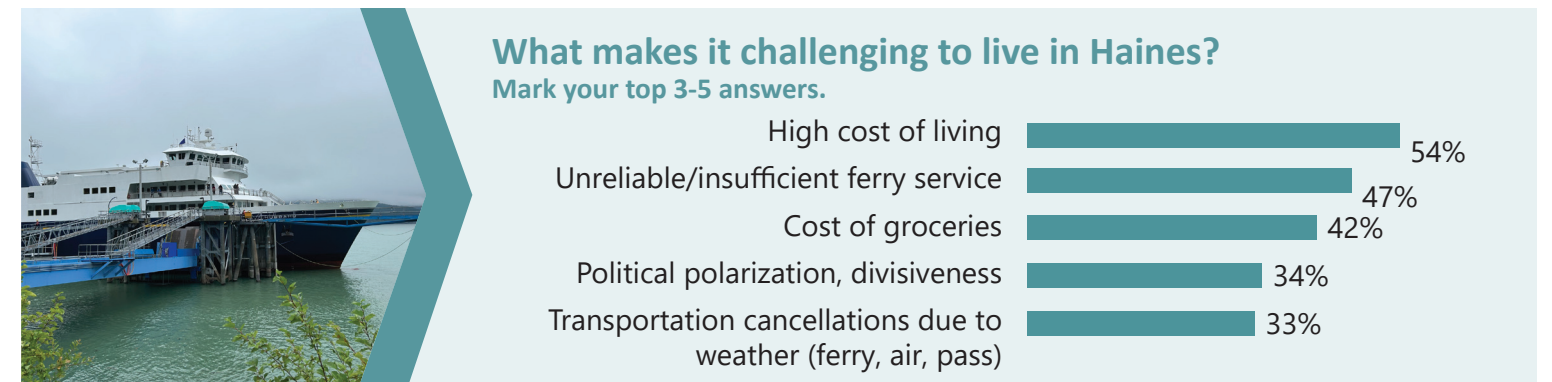 What makes it challenging to live in Haines?
Mark your top 3-5 answers.
High cost of living
54%
Unreliable/insufficient ferry service
47%
Cost of groceries
42%
Political polarization, divisiveness
34%
Transportation cancellations due to
weather (ferry, air, pass)
33%